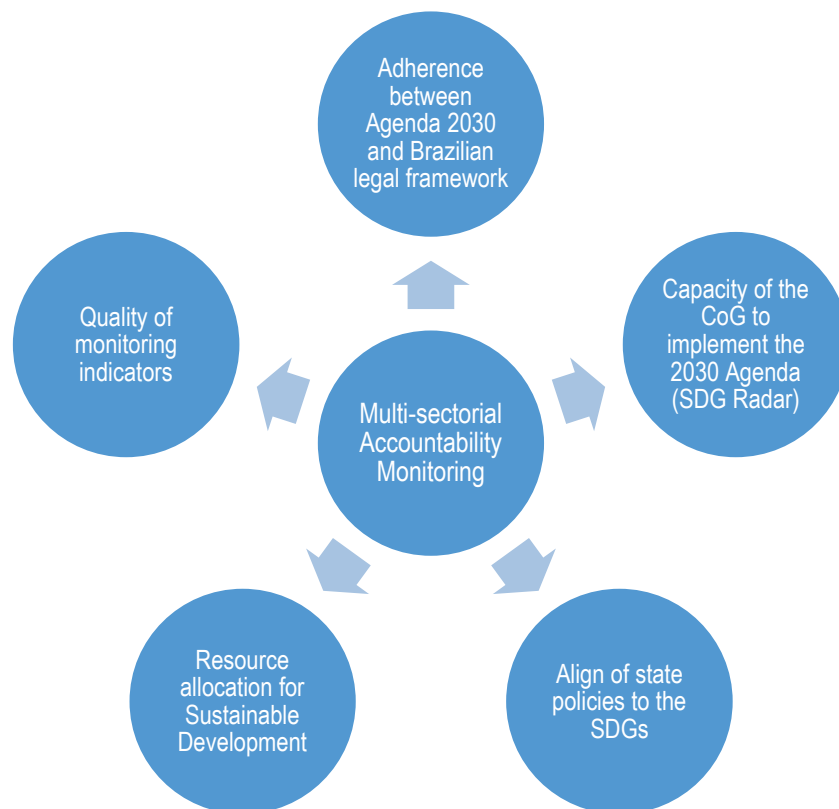 Adherence
between
Agenda 2030
and Brazilian
legal framework
Capacity of the
CoG to
implement the
2030 Agenda
(SDG Radar)
Quality of
monitoring
indicators
Multi-sectorial
Accountability
Monitoring
Resource
allocation for
Sustainable
Development
Align of state
policies to the
SDGs